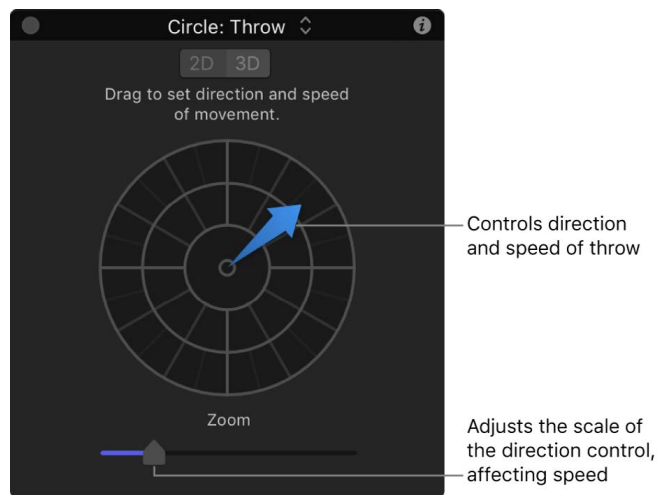 Circle: Throw
2D 3D
Drag to set direction and speed
of movement.
Controls direction
and speed of throw
Zoom
Adjusts the scale of
the direction control,
affecting speed